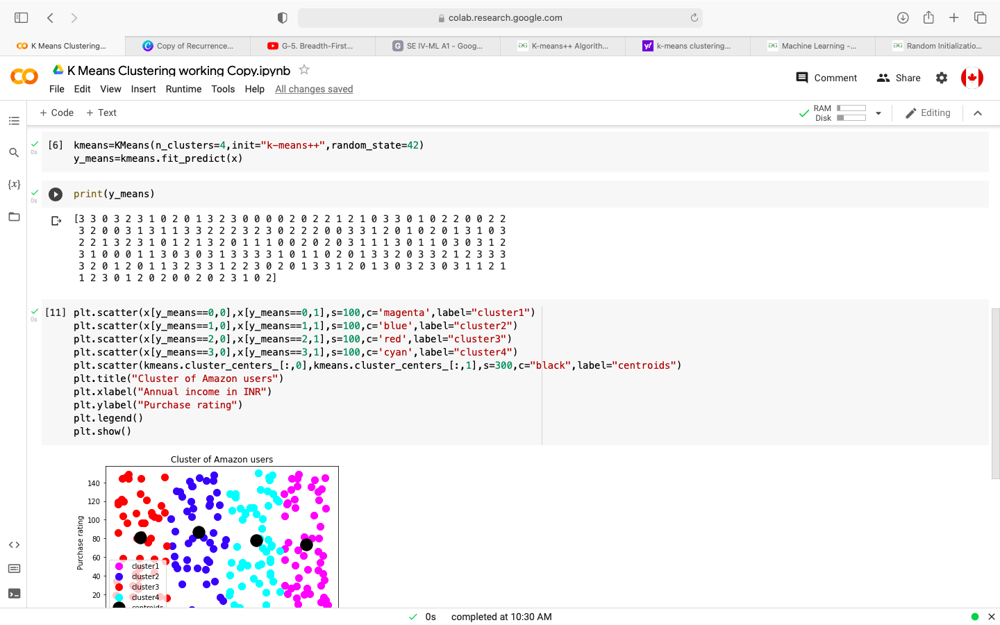 colab.research.google.com
K Means Clustering...
Copy of Recurrence...
G-5. Breadth-First...
SE IV-ML A1 - Goog...
K-means++ Algorith...
k-means clustering...
Machine Learning -...
Random Initializatio...
K Means Clustering working Copy.ipynb
Comment
Share
File Edit View Insert Runtime Tools Help All changes saved
+ Code + Text
RAM
Disk
Editing
[6] kmeans=KMeans(n_clusters=4,init="k-means++",random_state=42)
0s
y_means=kmeans.fit_predict(x)
{x}
print(y_means)
0s
[3 3 0 3 2 3 1 0 2 0 1 3 2 3 0 0 0 0 2 0 2 2 1 2 1 0 3 3 0 1 0 2 2 0 0 2 2
3 2 0 0 3 1 3 1 1 3 3 2 2 2 3 2 3 0 2 2 2 0 0 3 3 1 2 0 1 0 2 0 1 3 1 0 3
2 2 1 3 2 3 1 0 1 2 1 3 2 0 1 1 1 0 0 2 0 2 0 3 1 1 1 3 0 1 1 0 3 0 3 1 2
3 1 0 0 0 1 1 3 0 3 0 3 1 3 3 3 3 1 0 1 1 0 2 0 1 3 3 2 0 3 3 2 1 2 3 3 3
3 2 0 1 2 0 1 1 3 2 3 3 1 2 2 3 0 2 0 1 3 3 1 2 0 1 3 0 3 2 3 0 3 1 1 2 1
1 2 3 0 1 2 0 2 0 0 2 0 2 3 1 0 2]
[11] plt.scatter(x[y_means==0,0],x[y_means==0,1],s=100,c='magenta',label="cluster1")
0s
plt.scatter(x[y_means==1,0],x[y_means==1,1],s=100,c='blue',label="cluster2")
plt.scatter(x[y_means==2,0],x[y_means==2,1],s=100,c='red',label="cluster3")
plt.scatter(x[y_means==3,0],x[y_means==3,1],s=100,c='cyan',label="cluster4")
plt.scatter(kmeans.cluster_centers_[:,0],kmeans.cluster_centers_[:,1],s=300,c="black",label="centroids")
plt.title("Cluster of Amazon users")
plt.xlabel("Annual income in INR")
plt.ylabel("Purchase rating")
plt.legend()
plt.show()
Cluster of Amazon users
140
120
100
80
60
40
20
Purchase rating
cluster1
cluster2
cluster3
cluster4
centroids
0s completed at 10:30 AM